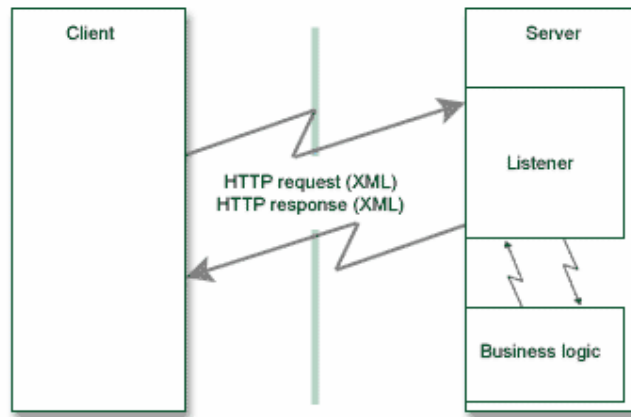 Client
Server
Listener
HTTP request (XML)
HTTP response (XML)
Business logic